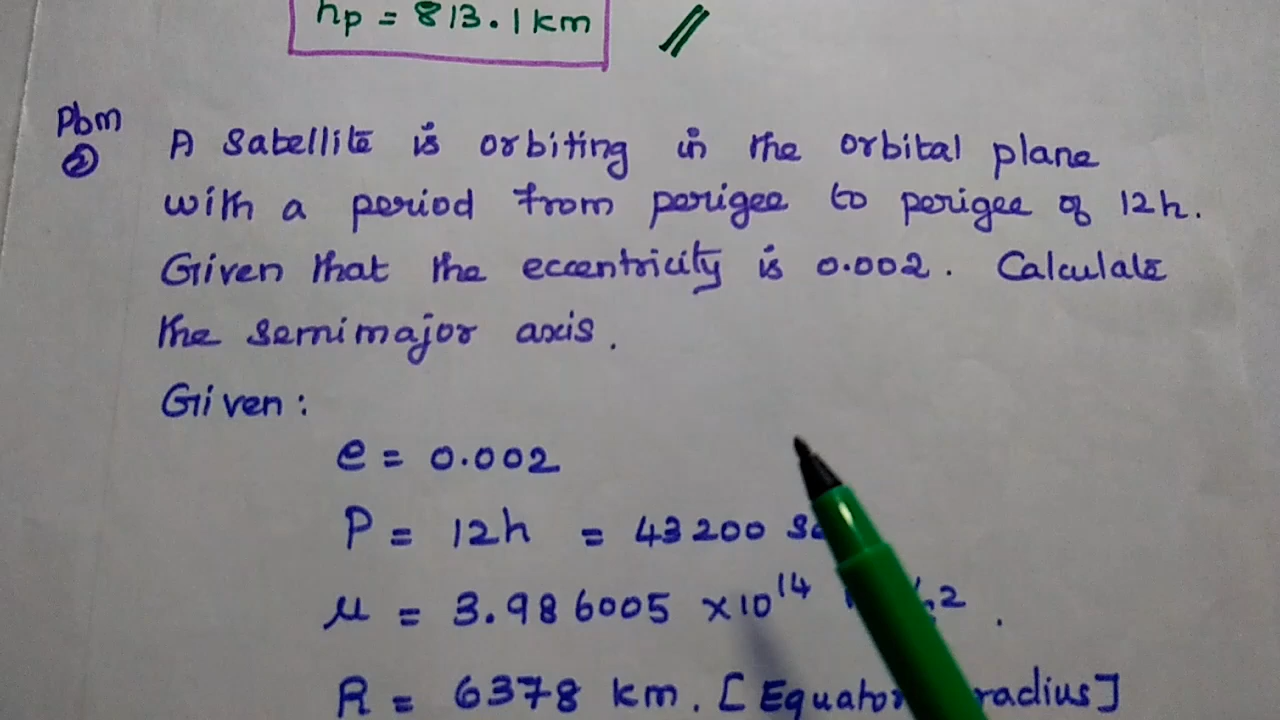 hp = 813.1 km
Pbm
②
A Satellite is orbiting in the orbital plane
with a period from perigee to perigee of 12h.
Given that the eccentricity is 0.002. Calculate
the semimajor axis.
Given:
e = 0.002
P = 12h = 43200
μ = 3.986005 ×10¹⁴
R = 6378 km. [ radius]